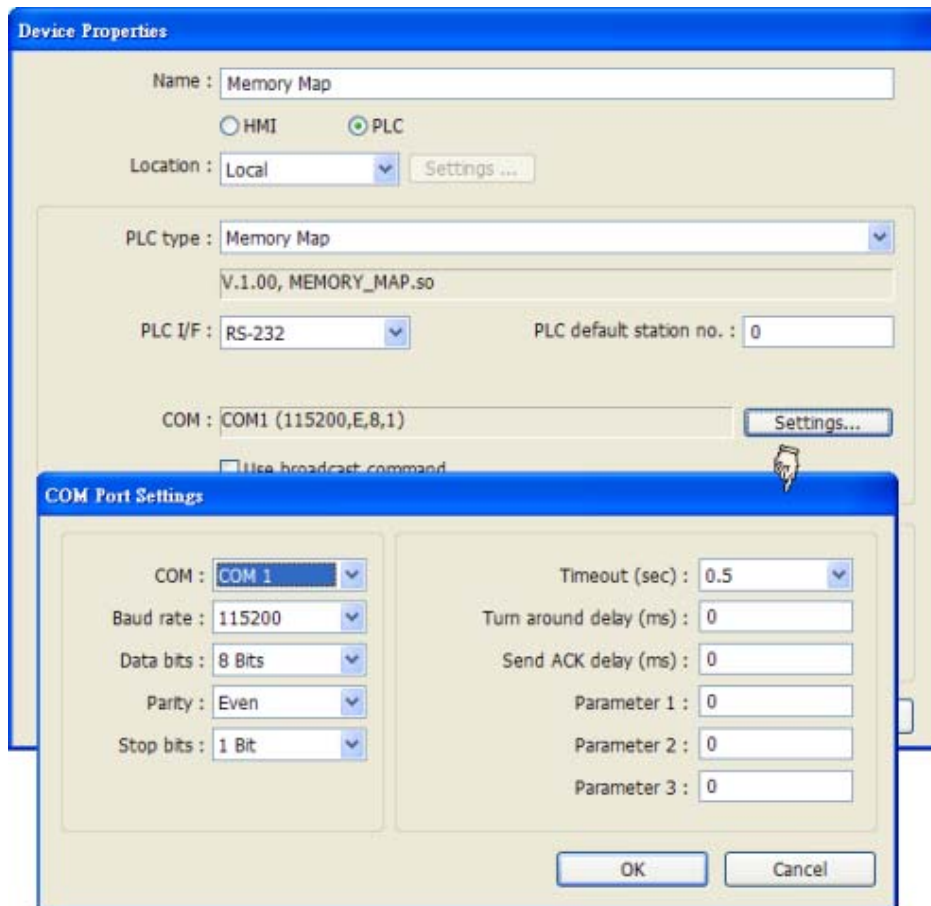 Device Properties
Name : Memory Map
HMI PLC
Location : Local Settings ...
PLC type : Memory Map
V.1.00, MEMORY_MAP.so
PLC I/F : RS-232 PLC default station no. : 0
COM : COM1 (115200,E,8,1) Settings...
Use broadcast command
COM Port Settings
COM : COM 1 Timeout (sec) : 0.5
Baud rate : 115200 Turn around delay (ms) : 0
Data bits : 8 Bits Send ACK delay (ms) : 0
Parity : Even Parameter 1 : 0
Stop bits : 1 Bit Parameter 2 : 0
Parameter 3 : 0
OK Cancel